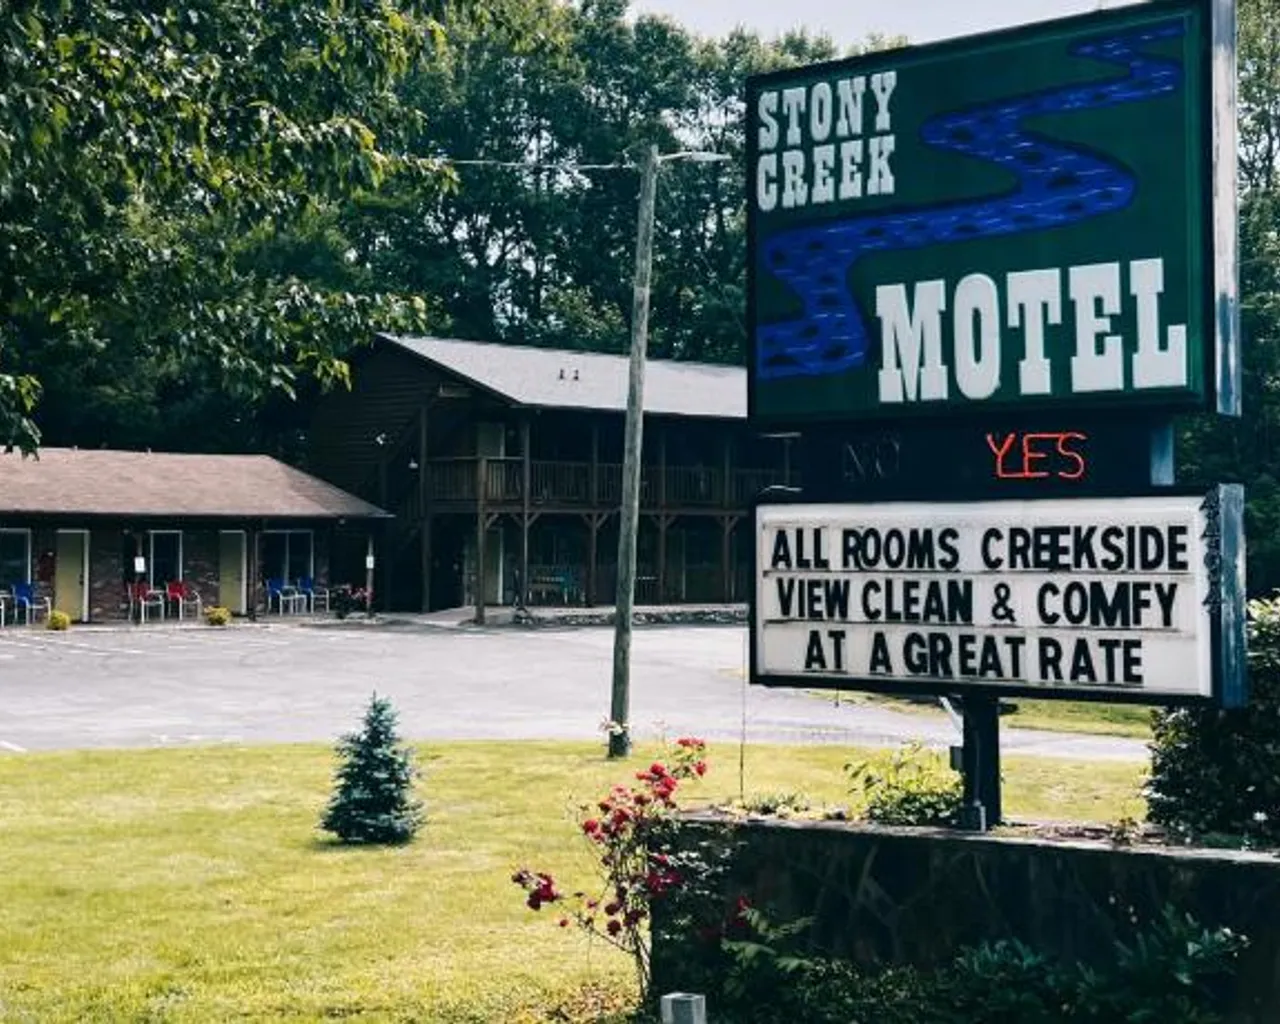 STONY
CREEK
MOTEL
NO YES
ALL ROOMS CREEKSIDE
VIEW CLEAN & COMFY
AT A GREAT RATE